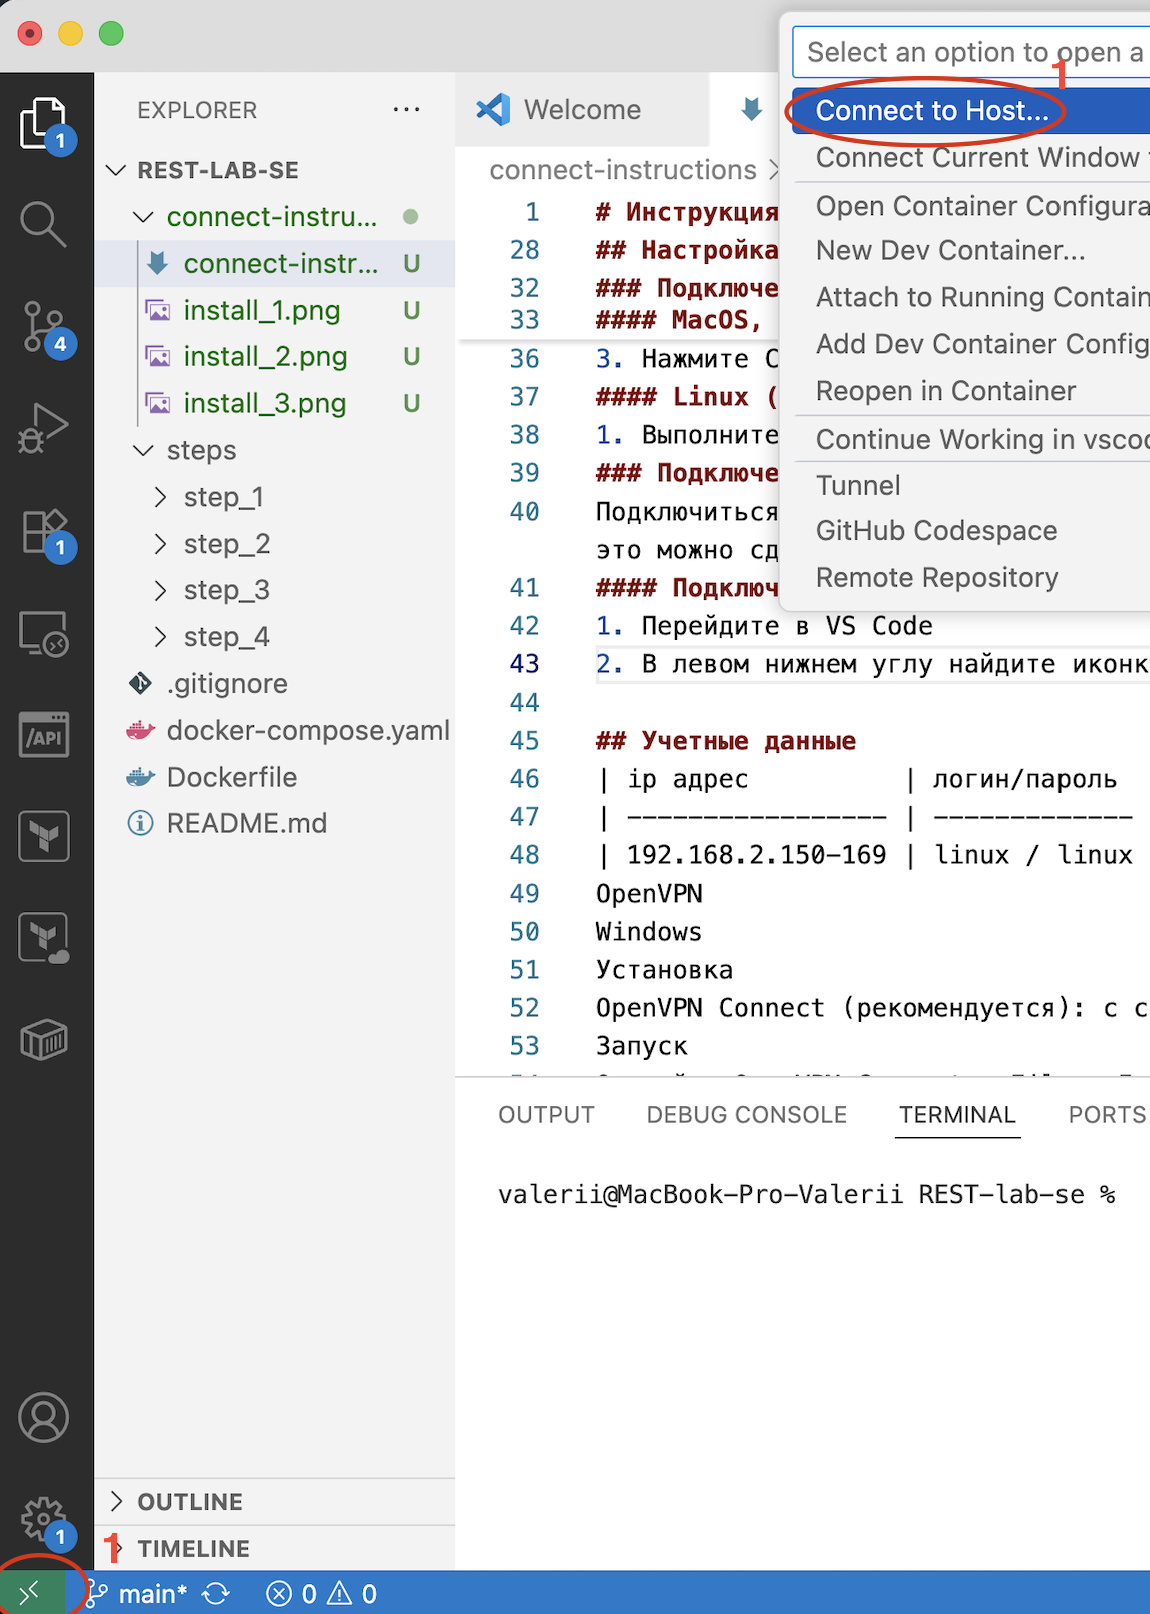 Select an option to open a
1
Connect to Host...
Connect Current Window
Open Container Configura
New Dev Container...
Attach to Running Contain
Add Dev Container Config
Reopen in Container
Continue Working in vscod
Tunnel
GitHub Codespace
Remote Repository
EXPLORER
REST-LAB-SE
connect-instru...
connect-instr... U
install_1.png U
install_2.png U
install_3.png U
steps
step_1
step_2
step_3
step_4
.gitignore
docker-compose.yaml
Dockerfile
README.md
OUTLINE
TIMELINE
1
4
1
/API
1
1
Welcome
connect-instructions >
1 # Инструкция
28 ## Настройка
32 ### Подключе
33 #### MacOS,
36 3. Нажмите C
37 #### Linux (
38 1. Выполните
39 ### Подключе
40 Подключиться
это можно сд
41 #### Подключ
42 1. Перейдите в VS Code
43 2. В левом нижнем углу найдите иконк
44
45 ## Учетные данные
46 | ip адрес | логин/пароль
47 | ----------------- | -------------
48 | 192.168.2.150-169 | linux / linux
49 OpenVPN
50 Windows
51 Установка
52 OpenVPN Connect (рекомендуется): с с
53 Запуск
OUTPUT DEBUG CONSOLE TERMINAL PORTS
valerii@MacBook-Pro-Valerii REST-lab-se %
1
main* 0 0